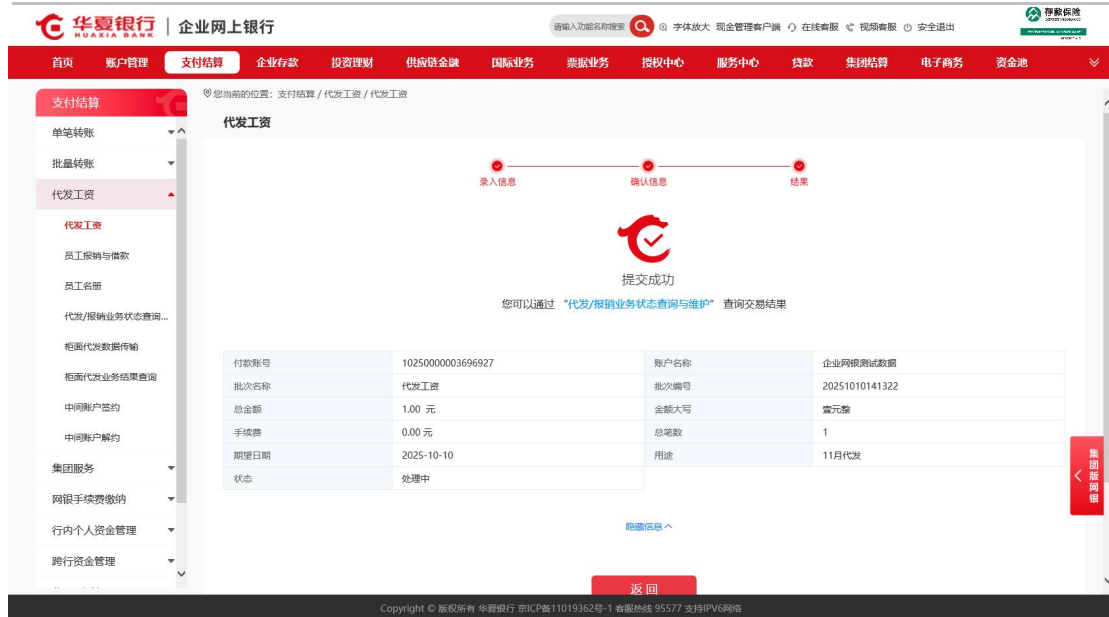 华夏银行 HUAXIA BANK 企业网上银行
请输入功能名称搜索 字体放大 现金管理客户端 在线客服 视频客服 安全退出
存款保险
首页 账户管理 支付结算 企业存款 投资理财 供应链金融 国际业务 票据业务 授权中心 服务中心 贷款 集团结算 电子商务 资金池
您当前的位置：支付结算 / 代发工资 / 代发工资
支付结算
单笔转账
批量转账
代发工资
代发工资
员工报销与借款
员工名册
代发/报销业务状态查询...
柜面代发数据传输
柜面代发业务结果查询
中间账户签约
中间账户解约
集团服务
网银手续费缴纳
行内个人资金管理
跨行资金管理
代发工资
录入信息 确认信息 结果
提交成功
您可以通过 “代发/报销业务状态查询与维护” 查询交易结果
付款账号 10250000003696927 账户名称 企业网银测试数据
批次名称 代发工资 批次编号 20251010141322
总金额 1.00 元 金额大写 壹元整
手续费 0.00 元 总笔数 1
期望日期 2025-10-10 用途 11月代发
状态 处理中
隐藏信息
返回
集团版网银
Copyright © 版权所有 华夏银行 京ICP备11019362号-1 客服热线 95577 支持IPV6网络